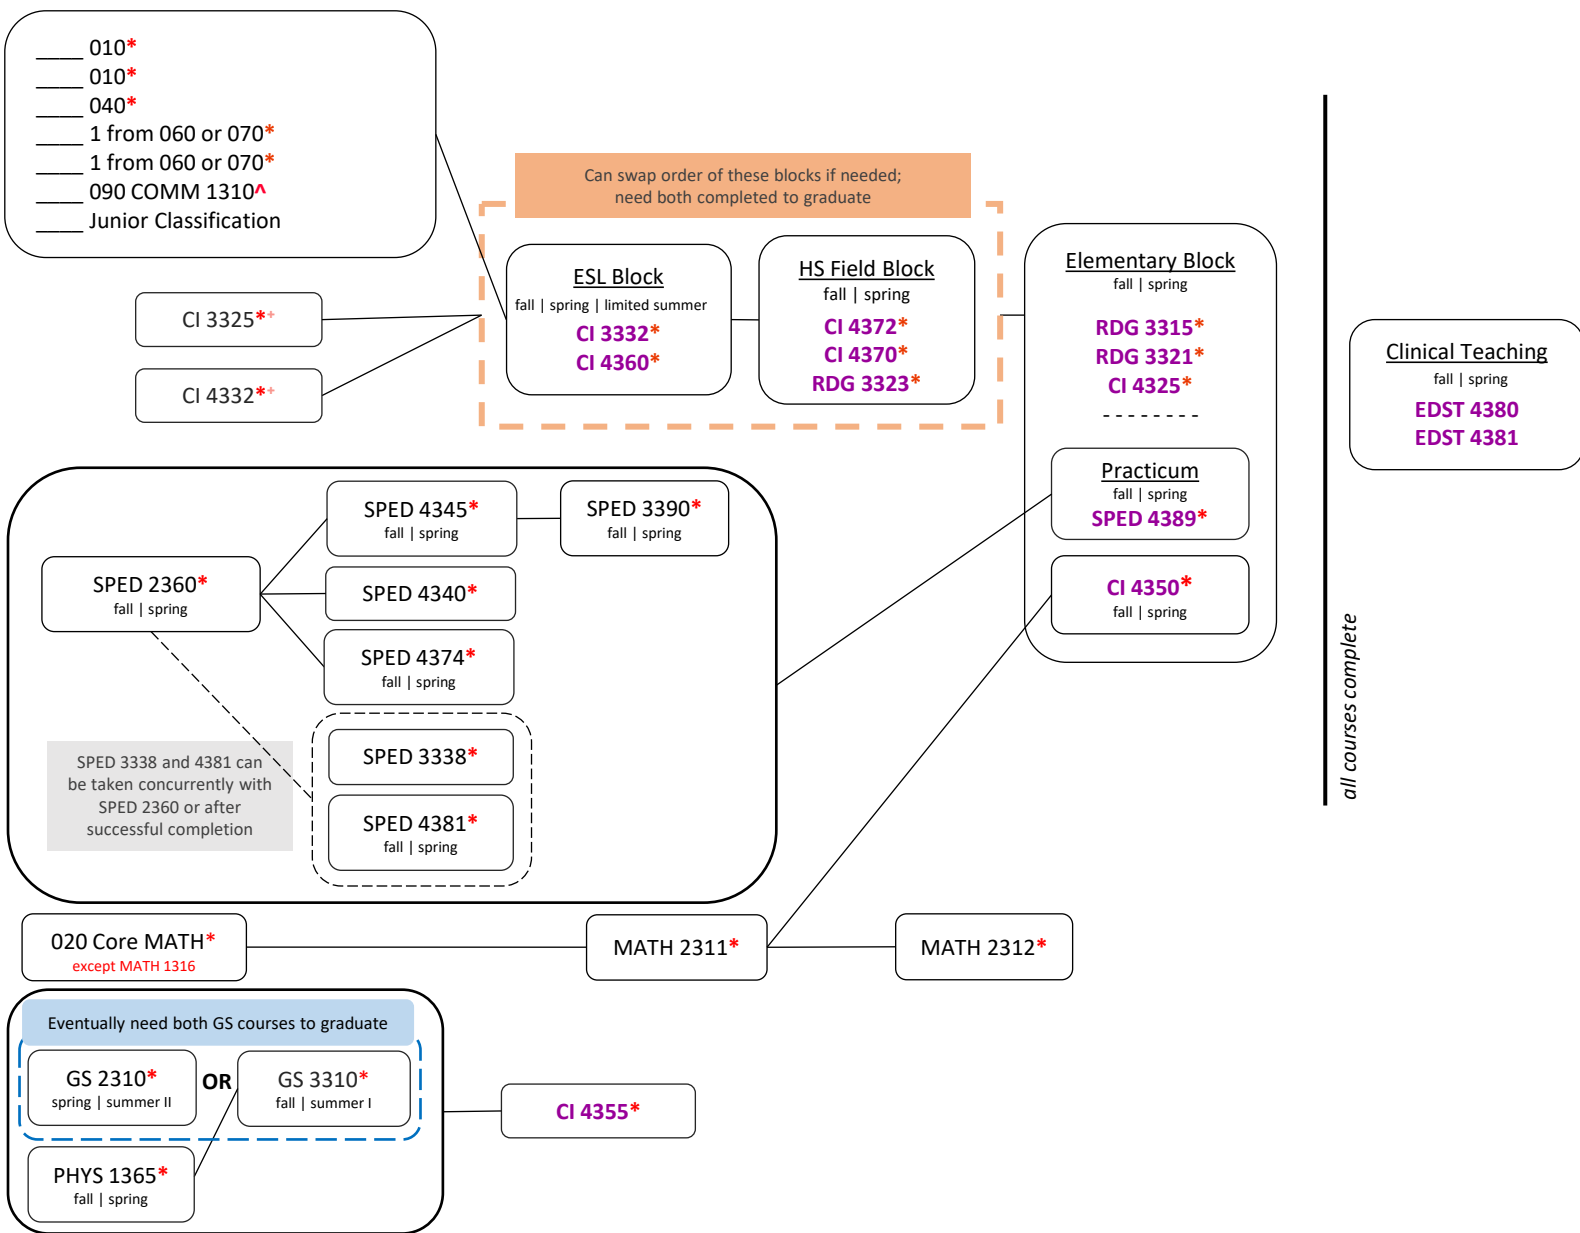 ____ 010*
____ 010*
____ 040*
____ 1 from 060 or 070*
____ 1 from 060 or 070*
____ 090 COMM 1310^
____ Junior Classification
CI 3325*+
CI 4332*+
Can swap order of these blocks if needed;
need both completed to graduate
ESL Block
fall | spring | limited summer
CI 3332*
CI 4360*
HS Field Block
fall | spring
CI 4372*
CI 4370*
RDG 3323*
Elementary Block
fall | spring
RDG 3315*
RDG 3321*
CI 4325*
- - - - - - - -
Practicum
fall | spring
SPED 4389*
CI 4350*
fall | spring
all courses complete
Clinical Teaching
fall | spring
EDST 4380
EDST 4381
SPED 2360*
fall | spring
SPED 4345*
fall | spring
SPED 3390*
fall | spring
SPED 4340*
SPED 4374*
fall | spring
SPED 3338 and 4381 can
be taken concurrently with
SPED 2360 or after
successful completion
SPED 3338*
SPED 4381*
fall | spring
020 Core MATH*
except MATH 1316
MATH 2311*
MATH 2312*
Eventually need both GS courses to graduate
GS 2310*
spring | summer II
OR
GS 3310*
fall | summer I
PHYS 1365*
fall | spring
CI 4355*